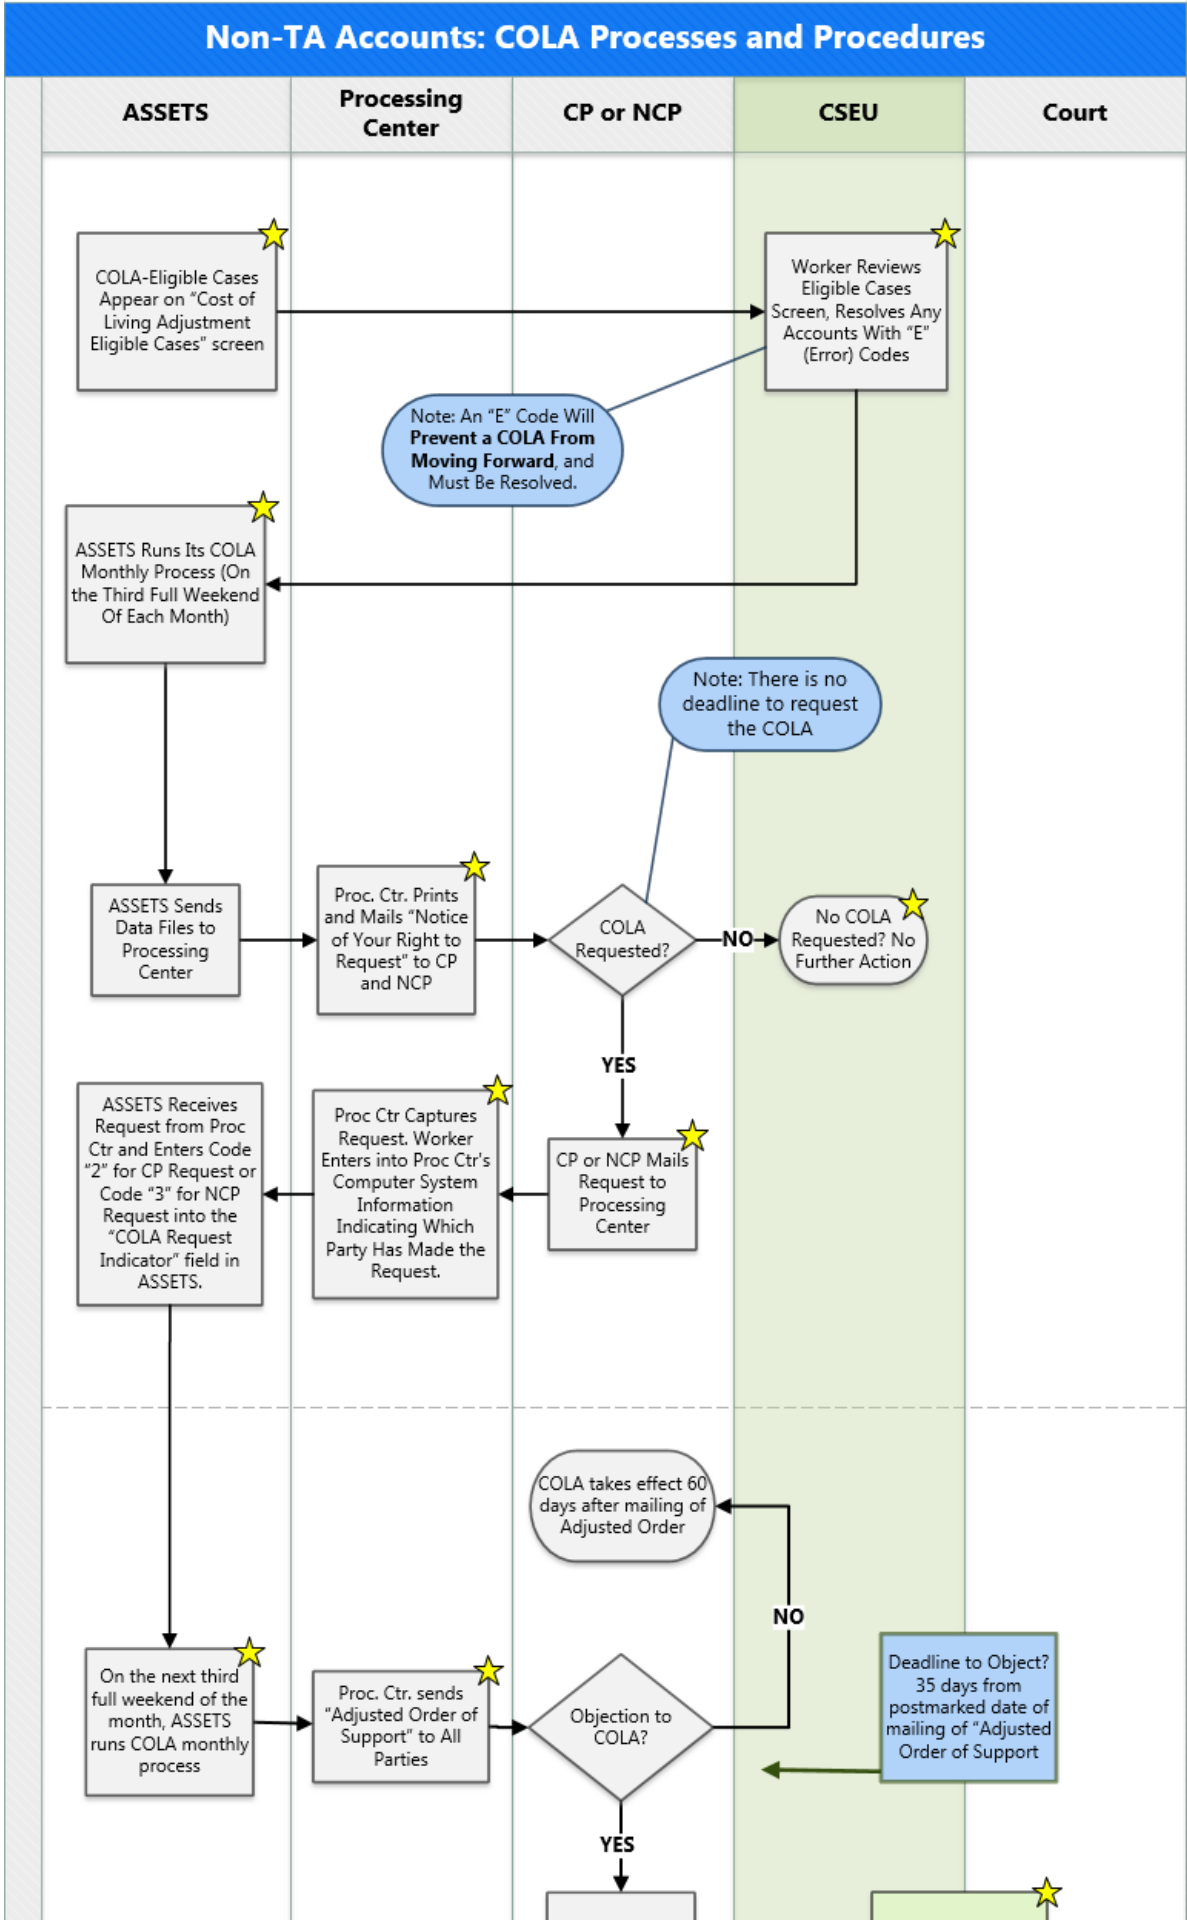 Non-TA Accounts: COLA Processes and Procedures
ASSETS
Processing
Center
CP or NCP
CSEU
Court
COLA-Eligible Cases
Appear on “Cost of
Living Adjustment
Eligible Cases” screen
Worker Reviews
Eligible Cases
Screen, Resolves Any
Accounts With “E”
(Error) Codes
Note: An “E” Code Will
Prevent a COLA From
Moving Forward, and
Must Be Resolved.
ASSETS Runs Its COLA
Monthly Process (On
the Third Full Weekend
Of Each Month)
Note: There is no
deadline to request
the COLA
ASSETS Sends
Data Files to
Processing
Center
Proc. Ctr. Prints
and Mails “Notice
of Your Right to
Request” to CP
and NCP
COLA
Requested?
NO
No COLA
Requested? No
Further Action
YES
ASSETS Receives
Request from Proc
Ctr and Enters Code
“2” for CP Request or
Code “3” for NCP
Request into the
“COLA Request
Indicator” field in
ASSETS.
Proc Ctr Captures
Request. Worker
Enters into Proc Ctr's
Computer System
Information
Indicating Which
Party Has Made the
Request.
CP or NCP Mails
Request to
Processing
Center
COLA takes effect 60
days after mailing of
Adjusted Order
NO
On the next third
full weekend of the
month, ASSETS
runs COLA monthly
process
Proc. Ctr. sends
“Adjusted Order of
Support” to All
Parties
Objection to
COLA?
Deadline to Object?
35 days from
postmarked date of
mailing of “Adjusted
Order of Support
YES